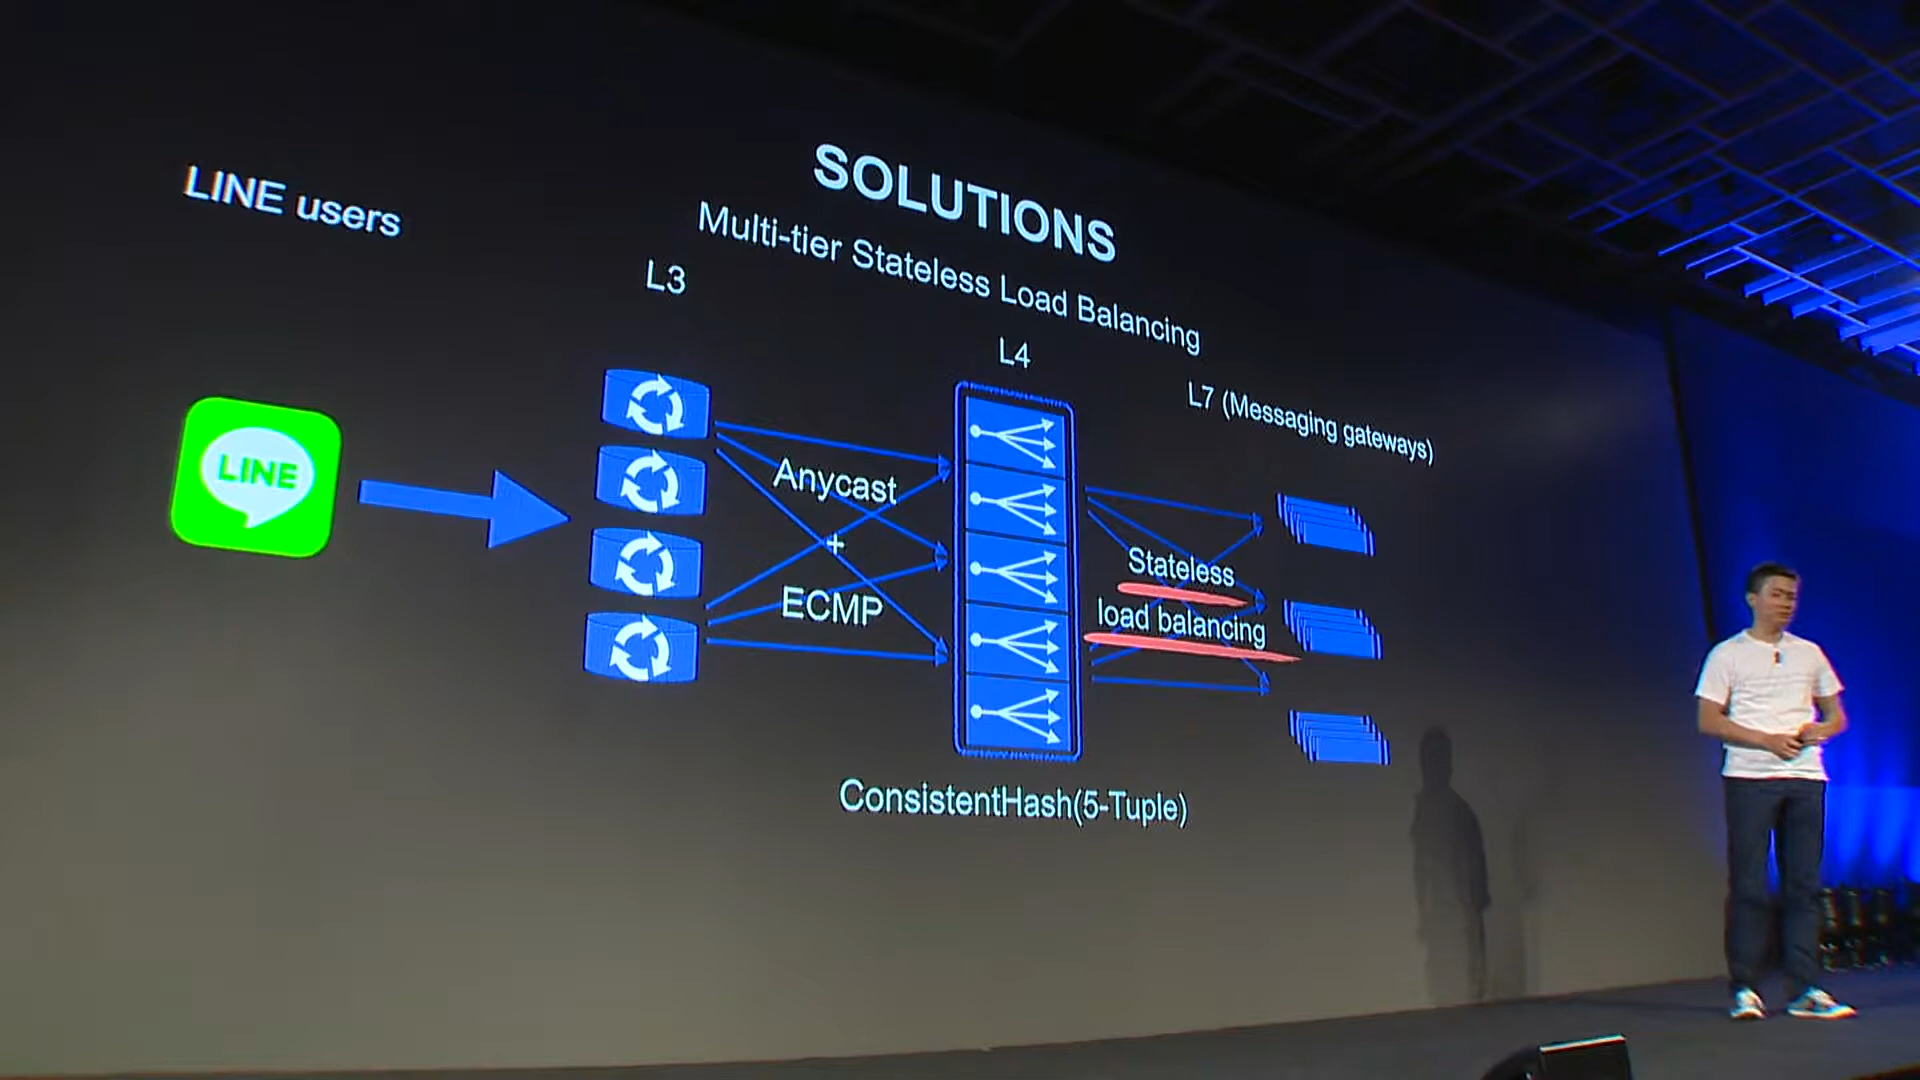 SOLUTIONS
Multi-tier Stateless Load Balancing
LINE users
L3
L4
L7 (Messaging gateways)
LINE
Anycast
+
ECMP
Stateless
load balancing
ConsistentHash(5-Tuple)